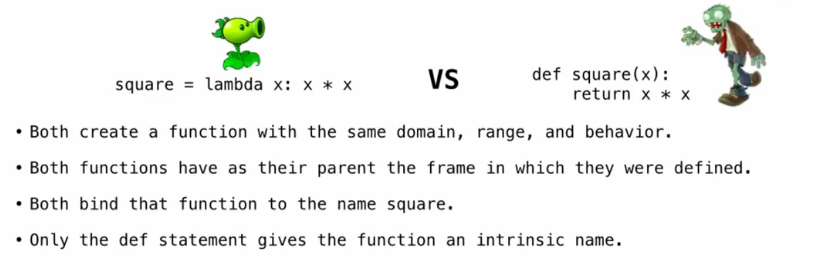 square = lambda x: x * x
VS
def square(x):
    return x * x
• Both create a function with the same domain, range, and behavior.
• Both functions have as their parent the frame in which they were defined.
• Both bind that function to the name square.
• Only the def statement gives the function an intrinsic name.